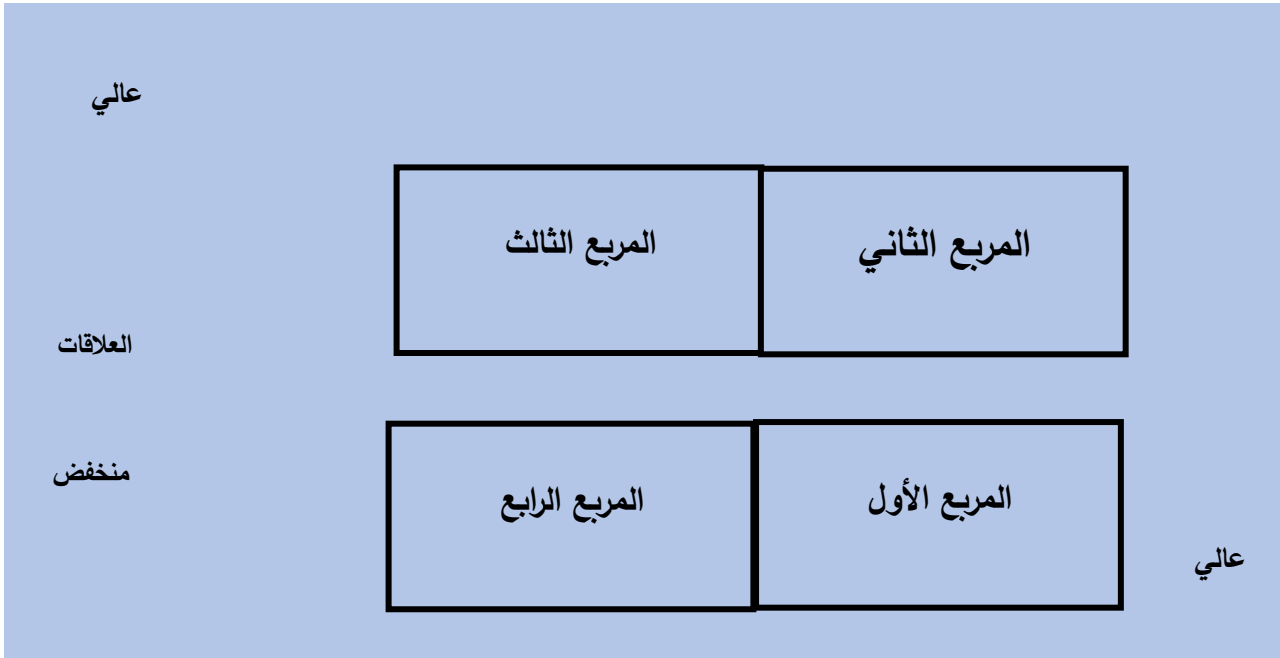 عالي
المربع الثاني
المربع الثالث
العلاقات
منخفض
المربع الأول
المربع الرابع
عالي